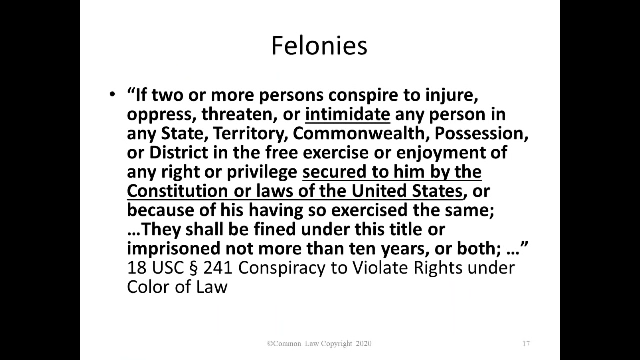 Felonies
• “If two or more persons conspire to injure,
oppress, threaten, or intimidate any person in
any State, Territory, Commonwealth, Possession,
or District in the free exercise or enjoyment of
any right or privilege secured to him by the
Constitution or laws of the United States, or
because of his having so exercised the same;
…They shall be fined under this title or
imprisoned not more than ten years, or both; …”
18 USC § 241 Conspiracy to Violate Rights under
Color of Law
©Common Law Copyright 2020
17